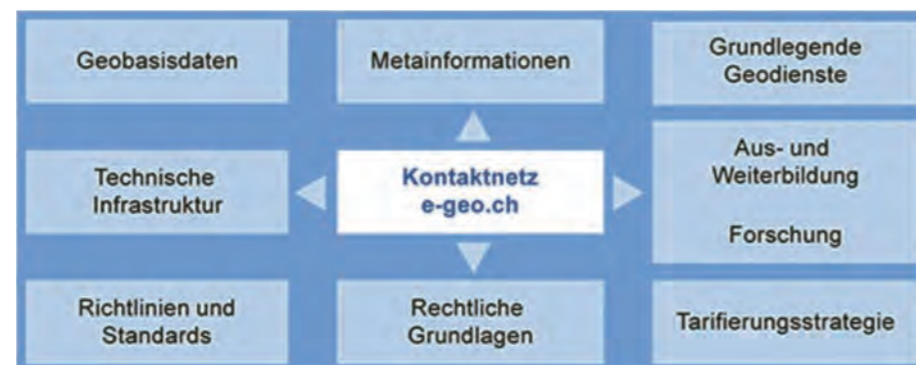 Geobasisdaten
Metainformationen
Grundlegende
Geodienste
Technische
Infrastruktur
Kontaktnetz
e-geo.ch
Aus- und
Weiterbildung
Forschung
Richtlinien und
Standards
Rechtliche
Grundlagen
Tarifierungsstrategie